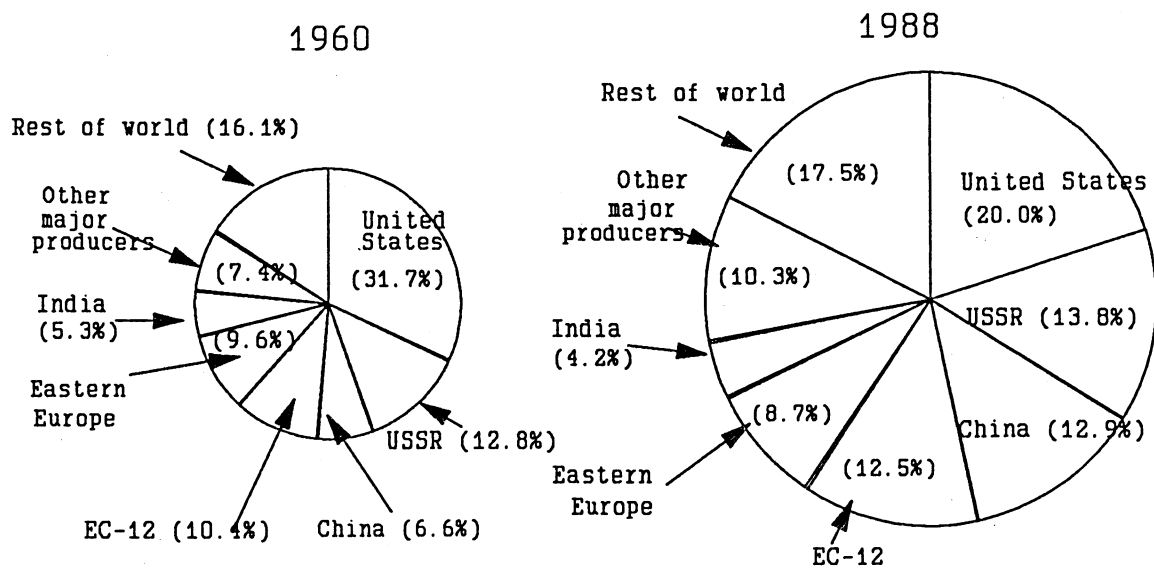 1960
Rest of world (16.1%)
Other
major
producers
(7.4%)
United
States
(31.7%)
India
(5.3%)
(9.6%)
Eastern
Europe
USSR (12.8%)
EC-12 (10.4%)
China (6.6%)
1988
Rest of world
(17.5%)
United States
(20.0%)
Other
major
producers
(10.3%)
India
(4.2%)
USSR (13.8%)
(8.7%)
China (12.9%)
Eastern
Europe
(12.5%)
EC-12